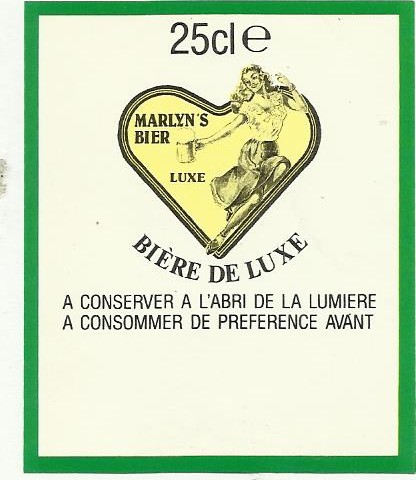 25cl e
MARLYN'S
BIER
LUXE
BIÈRE DE LUXE
A CONSERVER A L'ABRI DE LA LUMIERE
A CONSOMMER DE PREFERENCE AVANT